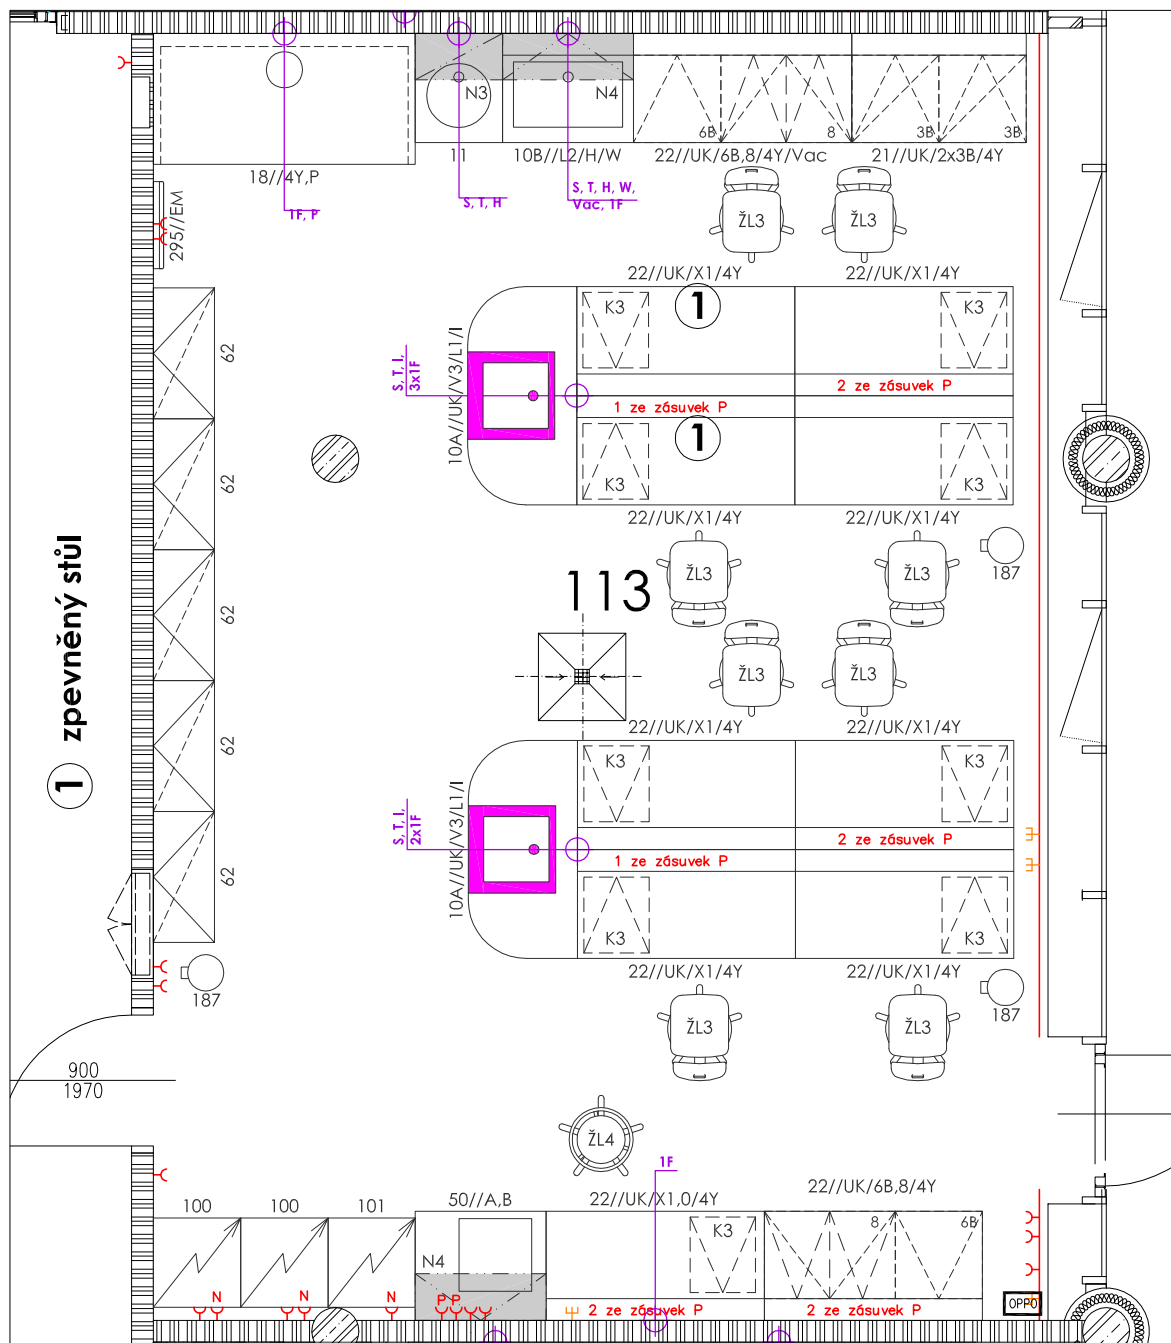 N3
N4
6B
8
3B
3B
18//4Y,P
11
10B//L2/H/W
22//UK/6B,8/4Y/Vac
21//UK/2x3B/4Y
1F, P
S, T, H
S, T, H, W,
Vac, 1F
295//EM
ŽL3
ŽL3
22//UK/X1/4Y
22//UK/X1/4Y
62
K3
1
K3
S, T, I,
3x1F
10A//UK/V3/L1/I
2 ze zásuvek P
1 ze zásuvek P
1
62
K3
K3
22//UK/X1/4Y
22//UK/X1/4Y
187
ŽL3
ŽL3
113
62
1 zpevněný stůl
ŽL3
ŽL3
22//UK/X1/4Y
22//UK/X1/4Y
62
K3
K3
S, T, I,
2x1F
10A//UK/V3/L1/I
2 ze zásuvek P
1 ze zásuvek P
62
K3
K3
22//UK/X1/4Y
22//UK/X1/4Y
187
187
ŽL3
ŽL3
900
1970
ŽL4
1F
100
100
101
50//A,B
22//UK/X1,0/4Y
22//UK/6B,8/4Y
N4
K3
8
6B
N
N
N
P P
2 ze zásuvek P
2 ze zásuvek P
OPPO